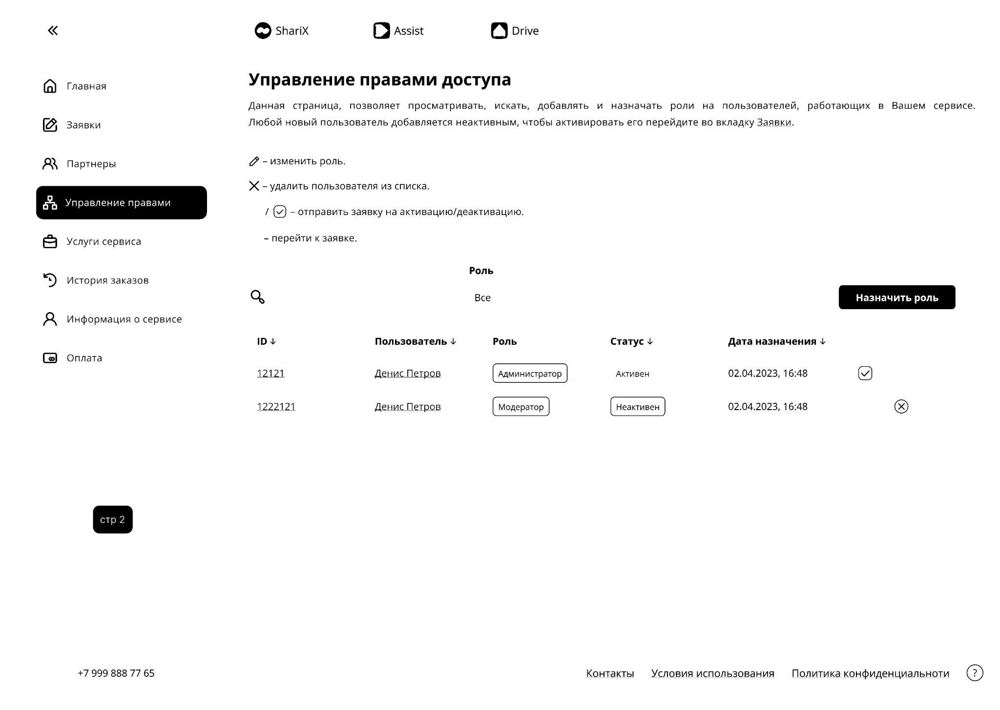 ShariX Assist Drive
Главная
Заявки
Партнеры
Управление правами
Услуги сервиса
История заказов
Информация о сервисе
Оплата
стр 2
Управление правами доступа
Данная страница, позволяет просматривать, искать, добавлять и назначать роли на пользователей, работающих в Вашем сервисе.
Любой новый пользователь добавляется неактивным, чтобы активировать его перейдите во вкладку Заявки.
– изменить роль.
– удалить пользователя из списка.
/ – отправить заявку на активацию/деактивацию.
– перейти к заявке.
Роль
Все
Назначить роль
ID ↓ Пользователь ↓ Роль Статус ↓ Дата назначения ↓
12121 Денис Петров Администратор Активен 02.04.2023, 16:48
1222121 Денис Петров Модератор Неактивен 02.04.2023, 16:48
+7 999 888 77 65
Контакты Условия использования Политика конфиденциальноти ?